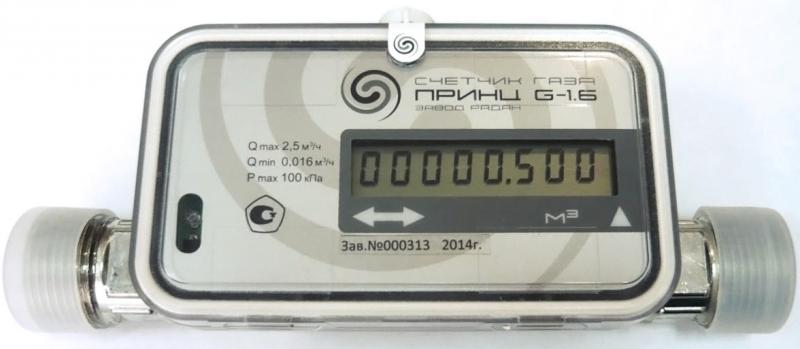 СЧЕТЧИК ГАЗА
ПРИНЦ G-1.6
ЗАВОД РАДАН
Q max 2,5 м³/ч
Q min 0,016 м³/ч
P max 100 кПа
00000.500
м³
Зав.№000313 2014г.